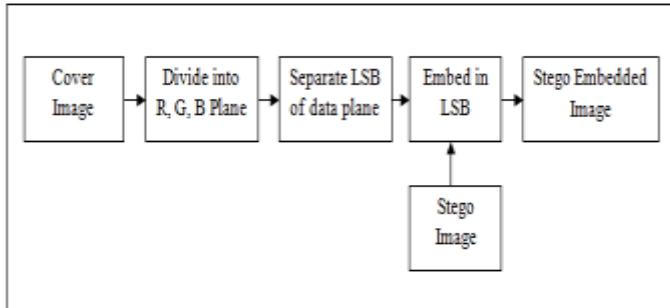 Cover
Image
Divide into
R, G, B Plane
Separate LSB
of data plane
Embed in
LSB
Stego Embedded
Image
Stego
Image